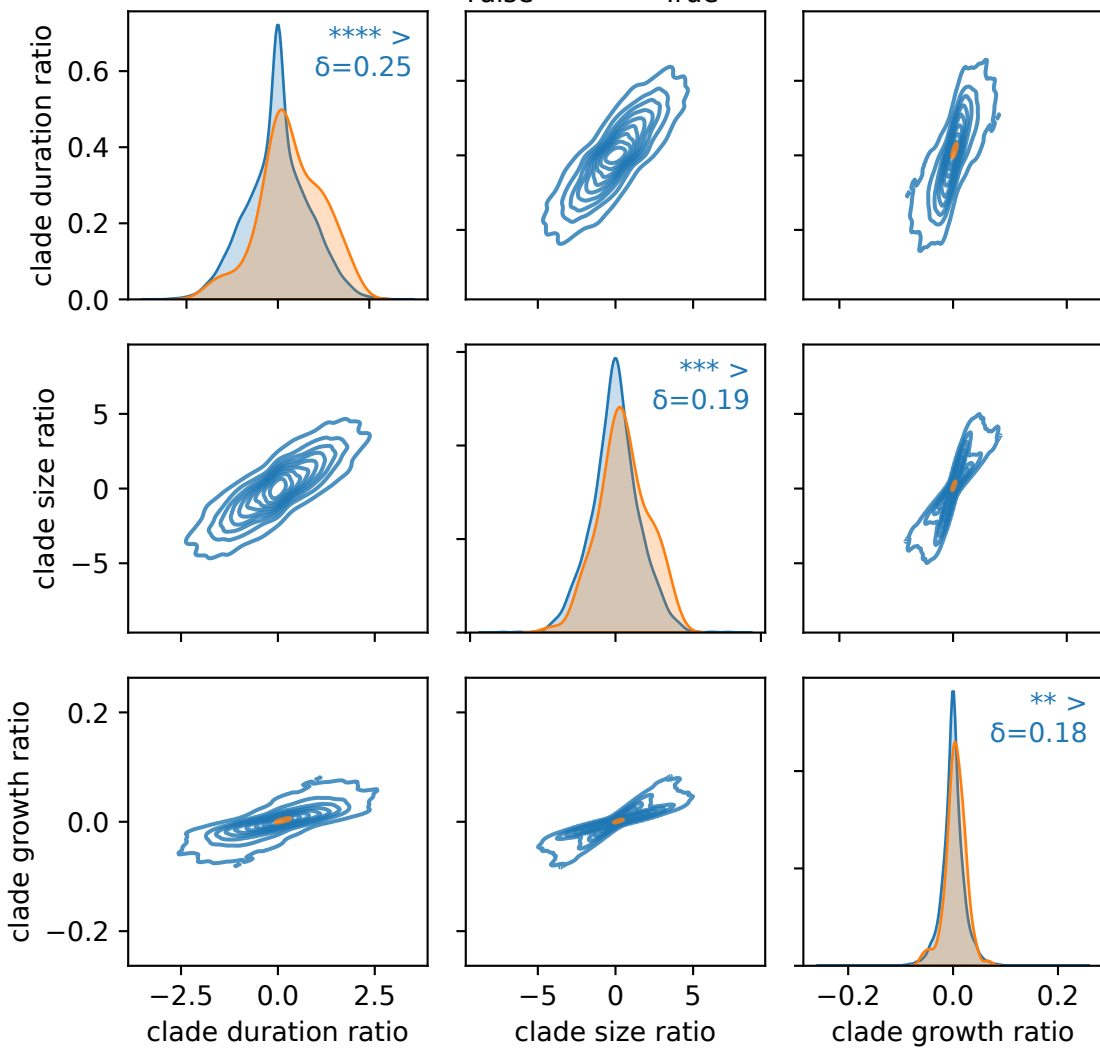 **** >
δ=0.25
clade duration ratio
0.6
0.4
0.2
0.0
*** >
δ=0.19
clade size ratio
5
0
−5
** >
δ=0.18
clade growth ratio
0.2
0.0
−0.2
−2.5 0.0 2.5
−5 0 5
−0.2 0.0 0.2
clade duration ratio
clade size ratio
clade growth ratio